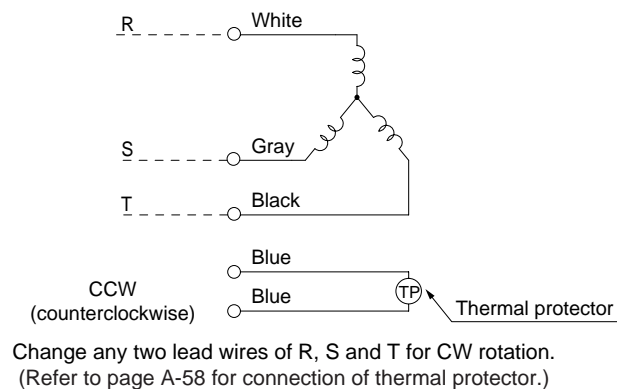 R White
S Gray
T Black
Blue
Blue
CCW
(counterclockwise)
TP
Thermal protector
Change any two lead wires of R, S and T for CW rotation.
(Refer to page A-58 for connection of thermal protector.)